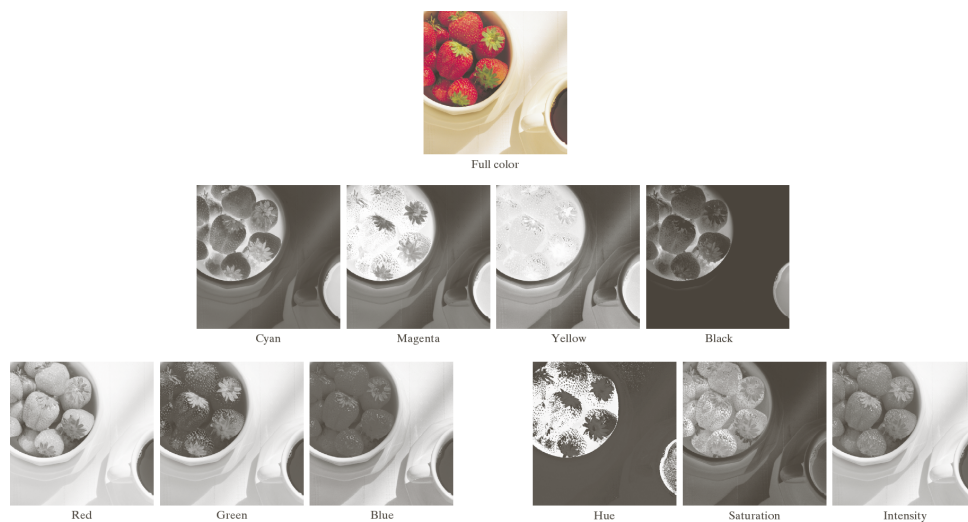 Full color
Cyan
Magenta
Yellow
Black
Red
Green
Blue
Hue
Saturation
Intensity